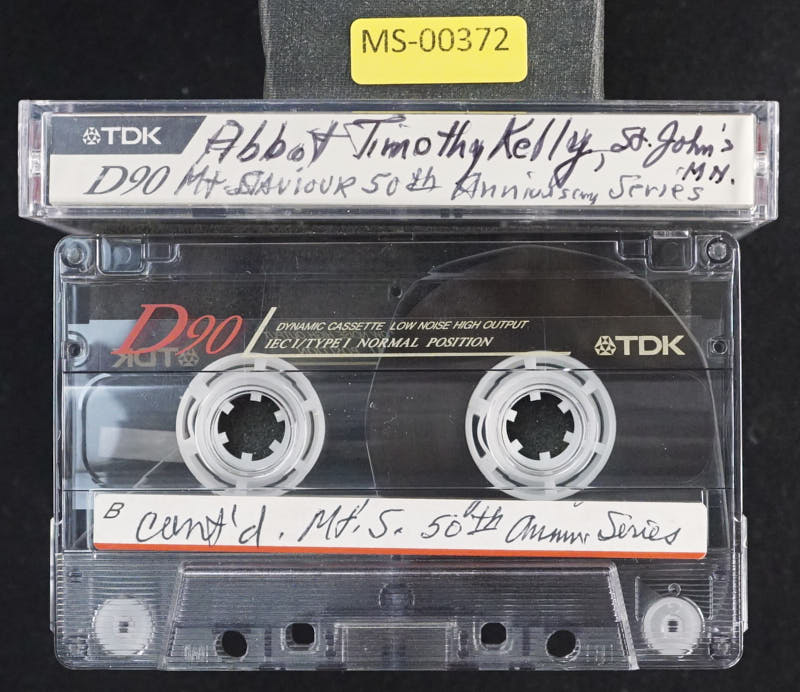 MS-00372
TDK Abbot Timothy Kelly, St. John's
MN.
D90 Mt SAVIOUR 50th Anniversary Series
D90 DYNAMIC CASSETTE LOW NOISE HIGH OUTPUT
IEC I/TYPE I NORMAL POSITION
TDK
TDK
B cont'd. Mt. S. 50th Anniv. Series